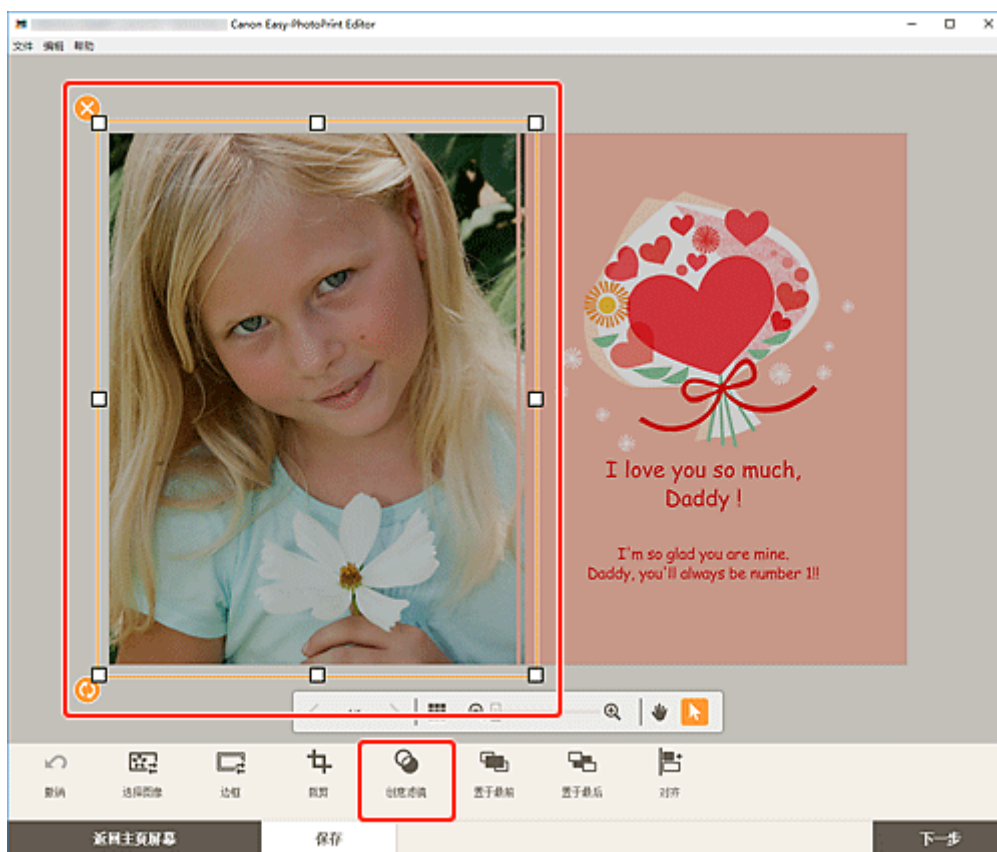 Canon Easy-PhotoPrint Editor
文件 编辑 帮助
I love you so much,
Daddy !
I'm so glad you are mine.
Daddy, you'll always be number 1!!
撤销 选择图像 边框 裁剪 创意滤镜 置于最前 置于最后 对齐
返回主页屏幕 保存 下一步